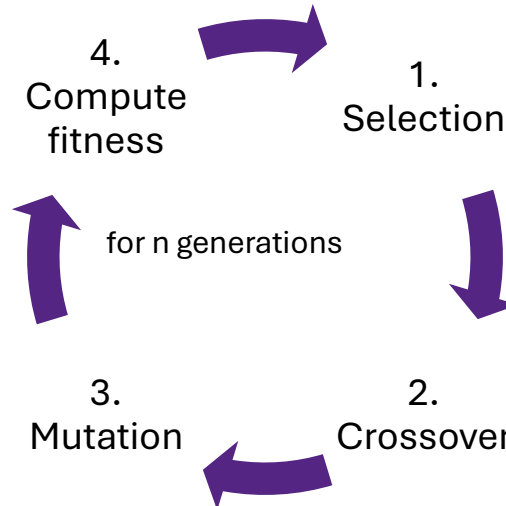 4.
Compute
fitness
1.
Selection
for n generations
3.
Mutation
2.
Crossover